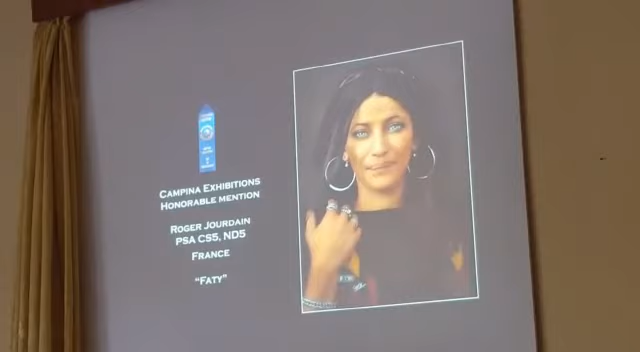 CAMPINA EXHIBITIONS
HONORABLE MENTION
ROGER JOURDAIN
PSA CS5, ND5
FRANCE
"FATY"